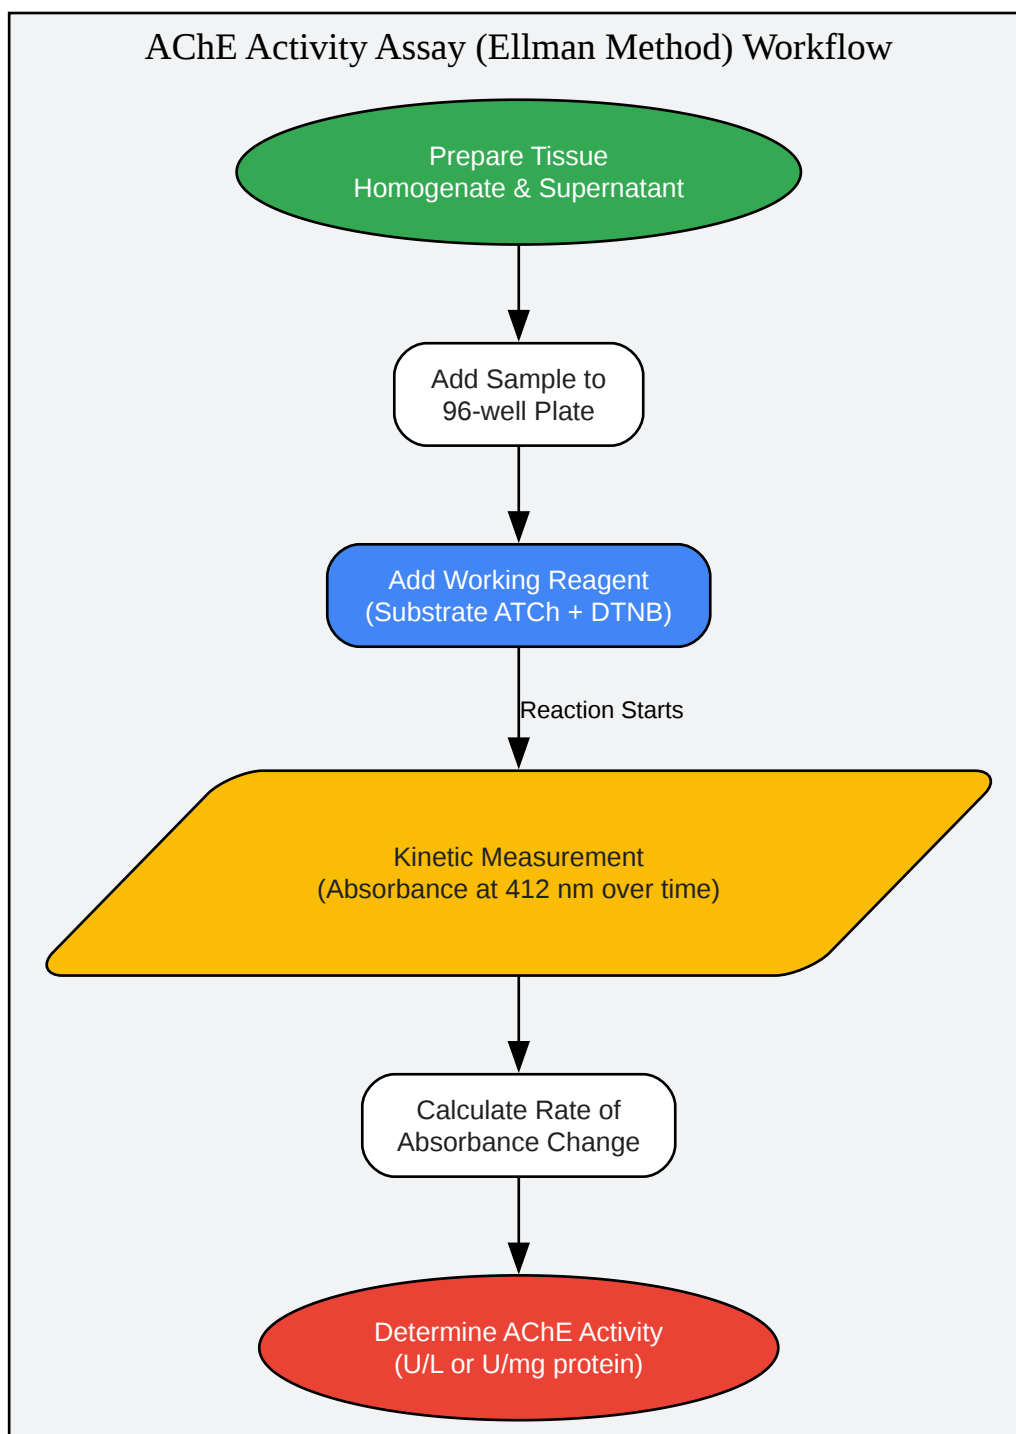 AChE Activity Assay (Ellman Method) Workflow
Prepare Tissue
Homogenate & Supernatant
Add Sample to
96-well Plate
Add Working Reagent
(Substrate ATCh + DTNB)
Reaction Starts
Kinetic Measurement
(Absorbance at 412 nm over time)
Calculate Rate of
Absorbance Change
Determine AChE Activity
(U/L or U/mg protein)